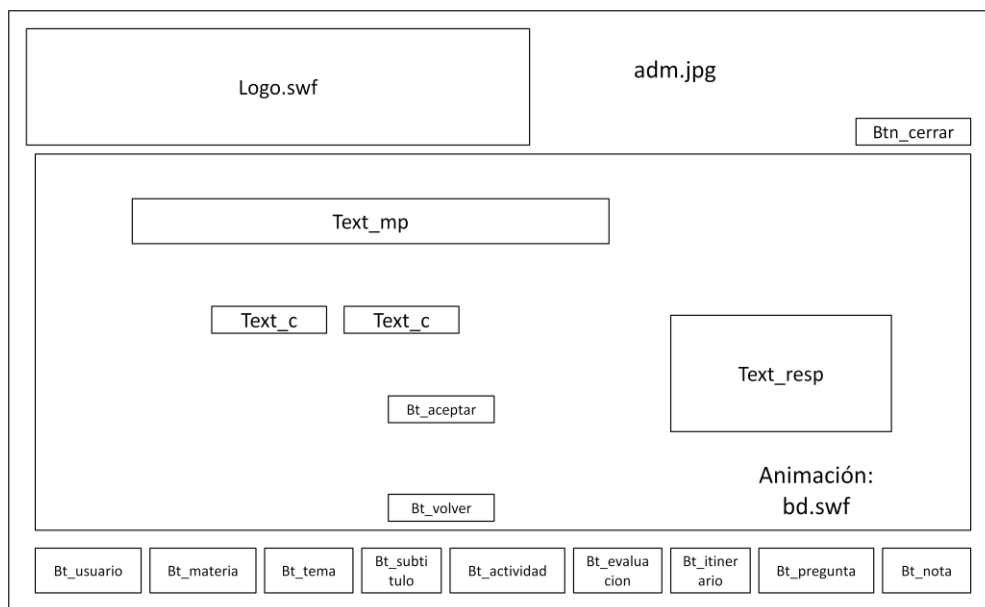 Logo.swf
adm.jpg
Btn_cerrar
Text_mp
Text_c
Text_c
Text_resp
Bt_aceptar
Animación:
bd.swf
Bt_volver
Bt_usuario
Bt_materia
Bt_tema
Bt_subti
tulo
Bt_actividad
Bt_evalua
cion
Bt_itiner
ario
Bt_pregunta
Bt_nota